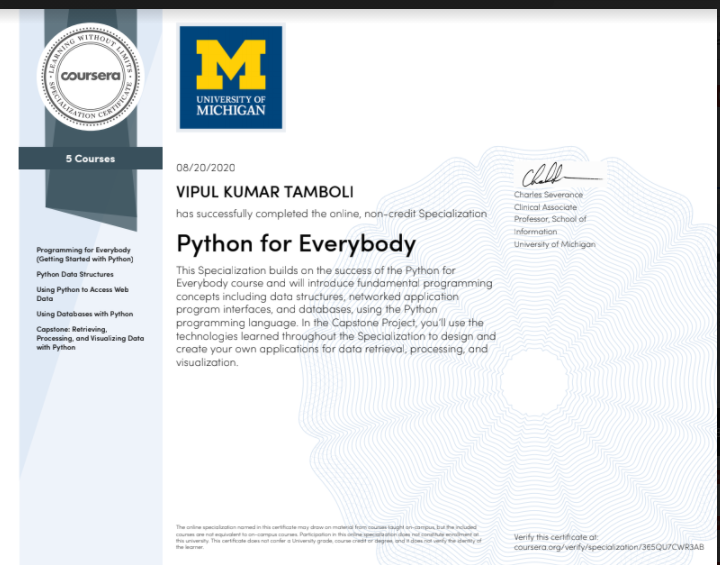 LEARNING WITHOUT LIMITS
coursera
SPECIALIZATION CERTIFICATE
5 Courses
Programming for Everybody
(Getting Started with Python)
Python Data Structures
Using Python to Access Web
Data
Using Databases with Python
Capstone: Retrieving,
Processing, and Visualizing Data
with Python
M
UNIVERSITY OF
MICHIGAN
08/20/2020
VIPUL KUMAR TAMBOLI
has successfully completed the online, non-credit Specialization
Python for Everybody
This Specialization builds on the success of the Python for
Everybody course and will introduce fundamental programming
concepts including data structures, networked application
program interfaces, and databases, using the Python
programming language. In the Capstone Project, you'll use the
technologies learned throughout the Specialization to design and
create your own applications for data retrieval, processing, and
visualization.
Charles Severance
Clinical Associate
Professor, School of
Information
University of Michigan
The online specialization named in this certificate may draw on material from courses taught on-campus, but the included
courses are not equivalent to on-campus courses. Participation in this online specialization does not constitute enrollment at
this university. This certificate does not confer a University grade, course credit or degree, and it does not verify the identity of
the learner.
Verify this certificate at:
coursera.org/verify/specialization/365QU7CWR3AB